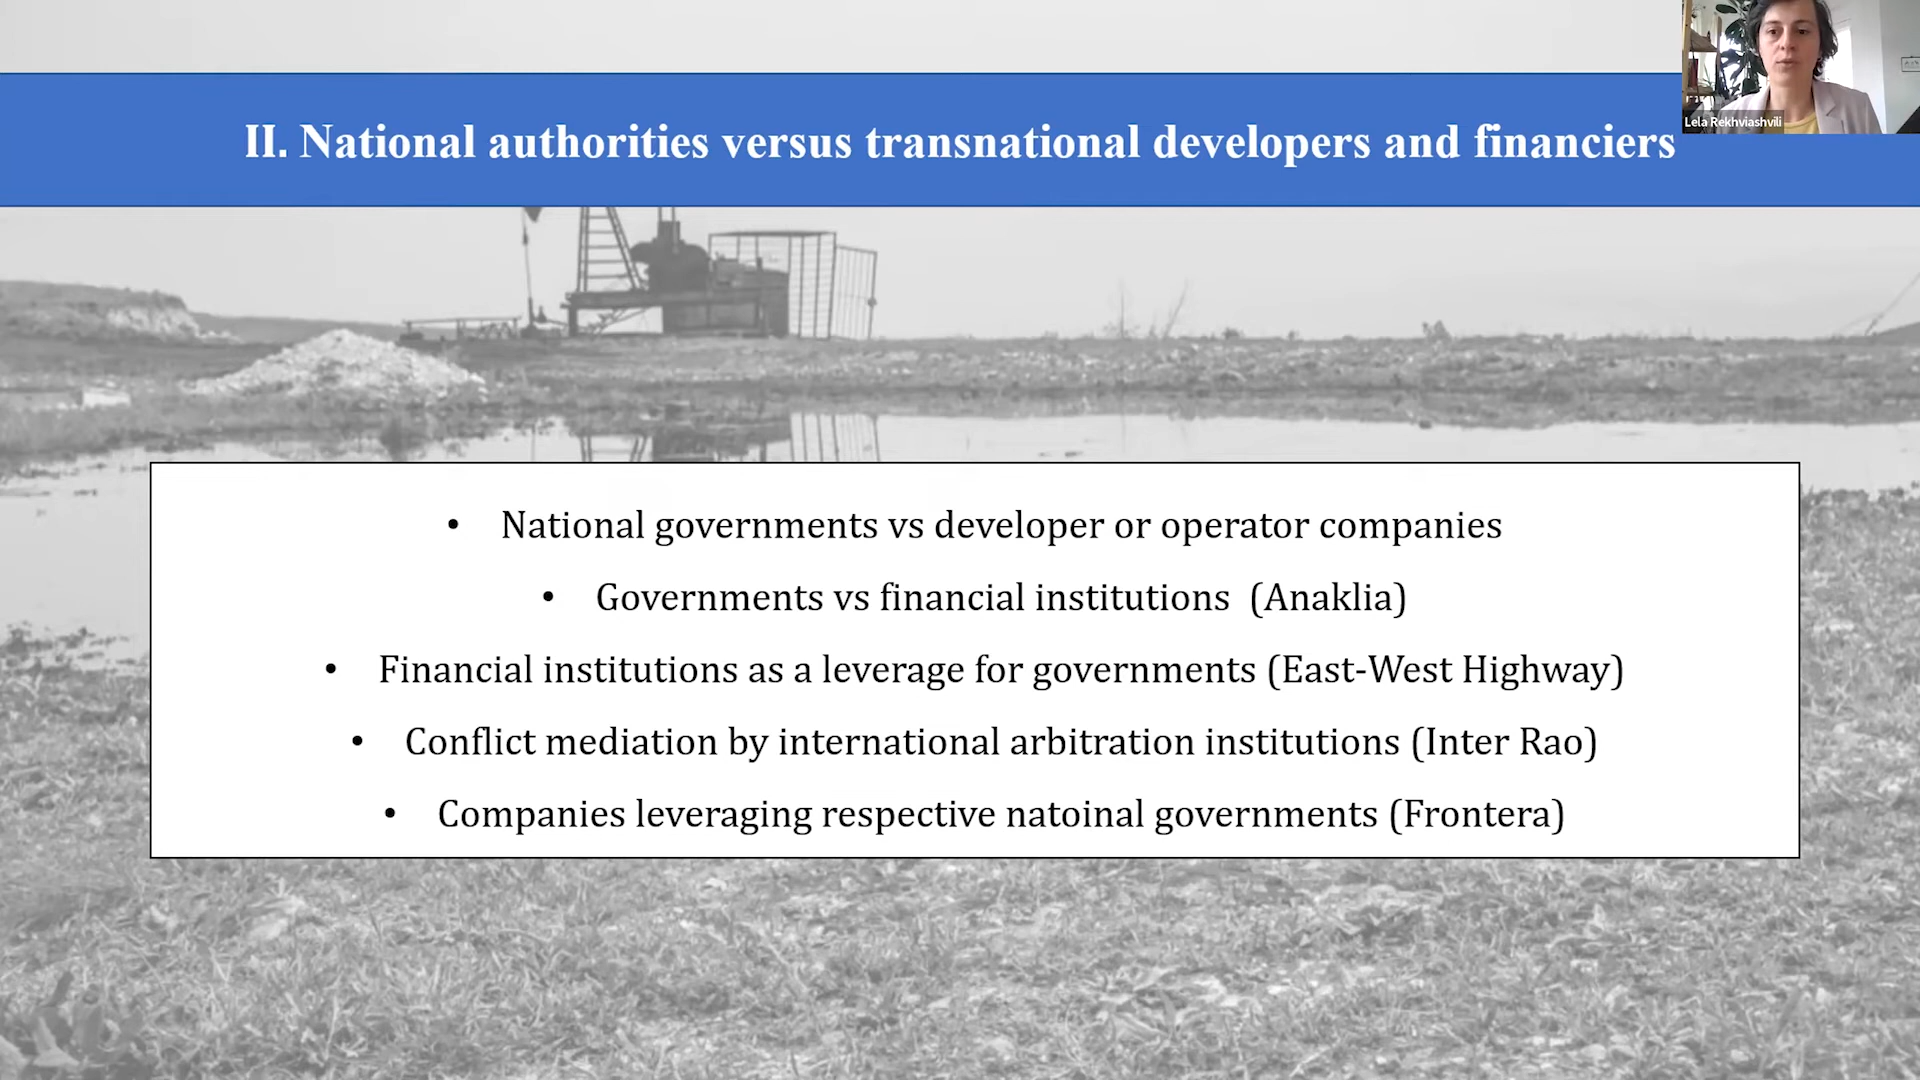 Lela Rekhviashvili
II. National authorities versus transnational developers and financiers
• National governments vs developer or operator companies
• Governments vs financial institutions (Anaklia)
• Financial institutions as a leverage for governments (East-West Highway)
• Conflict mediation by international arbitration institutions (Inter Rao)
• Companies leveraging respective natoinal governments (Frontera)